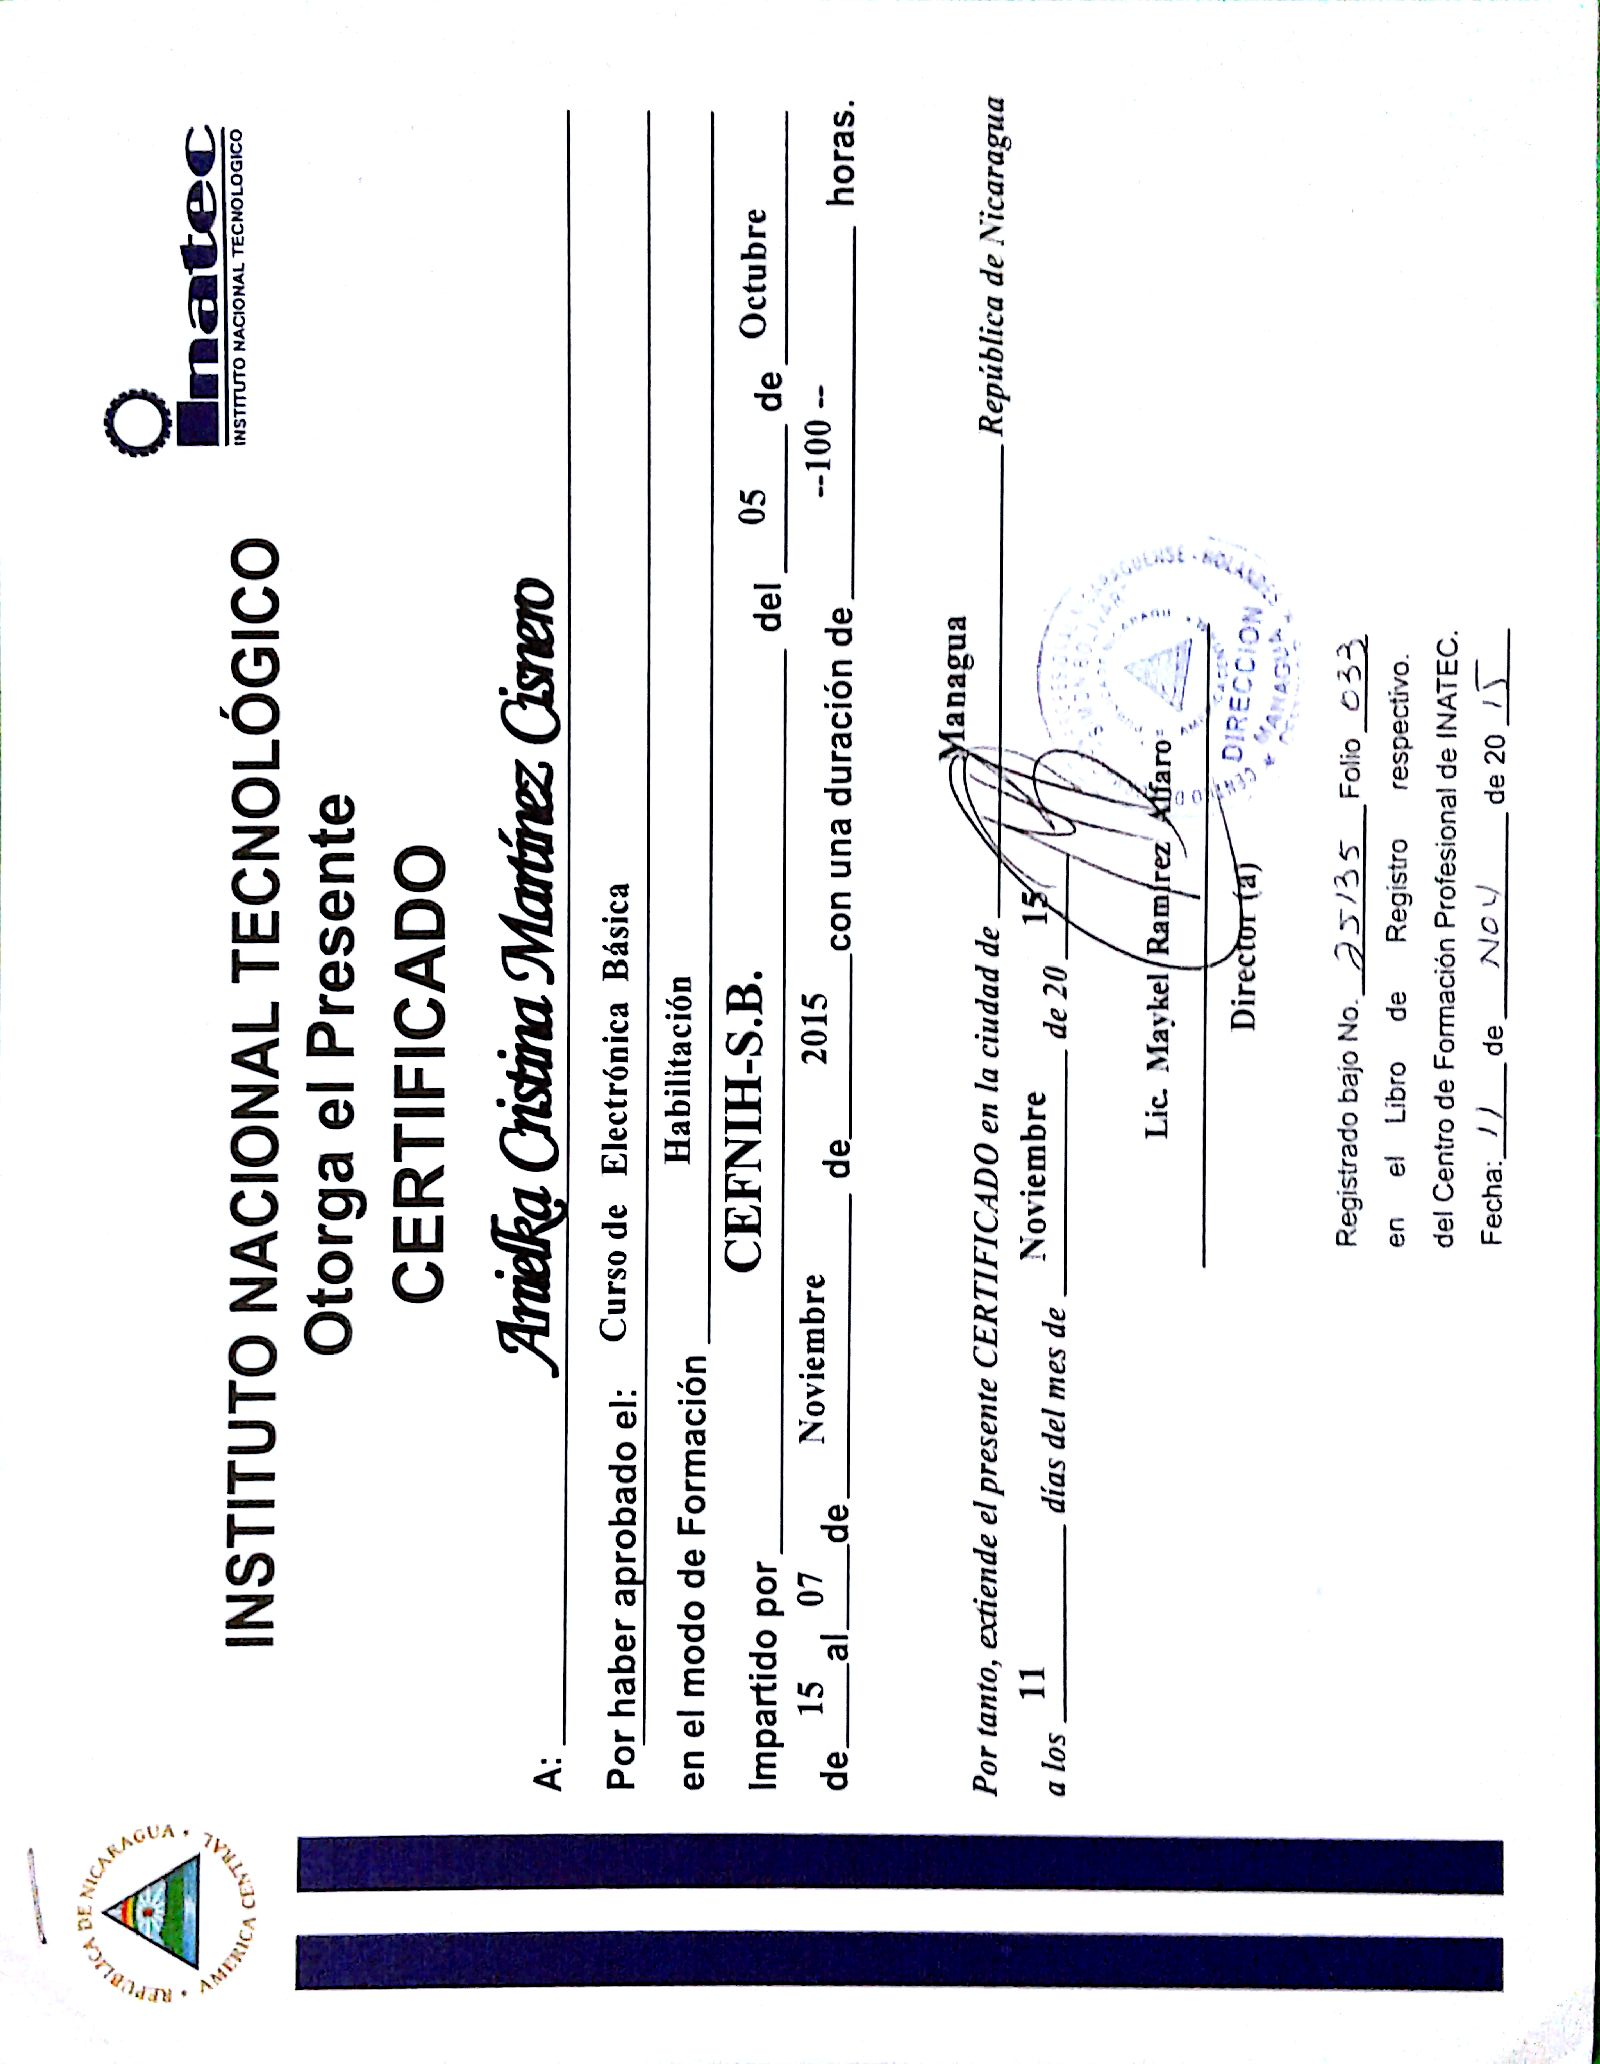 REPUBLICA DE NICARAGUA
AMERICA CENTRAL
inatec
INSTITUTO NACIONAL TECNOLOGICO
INSTITUTO NACIONAL TECNOLÓGICO
Otorga el Presente
CERTIFICADO
A: Anielka Cristina Martínez Cisnero
Por haber aprobado el: Curso de Electrónica Básica
en el modo de Formación Habilitación
Impartido por CEFNIH-S.B. del 05 de Octubre
de 15 al 07 de Noviembre de 2015 con una duración de --100 -- horas.
Por tanto, extiende el presente CERTIFICADO en la ciudad de Managua República de Nicaragua
a los 11 días del mes de Noviembre de 20 15
Lic. Maykel Ramírez Alfaro
Director (a)
DIRECCION
MANAGUA
Registrado bajo No. 25135 Folio 033
en el Libro de Registro respectivo.
del Centro de Formación Profesional de INATEC.
Fecha: 11 de Nov de 20 15